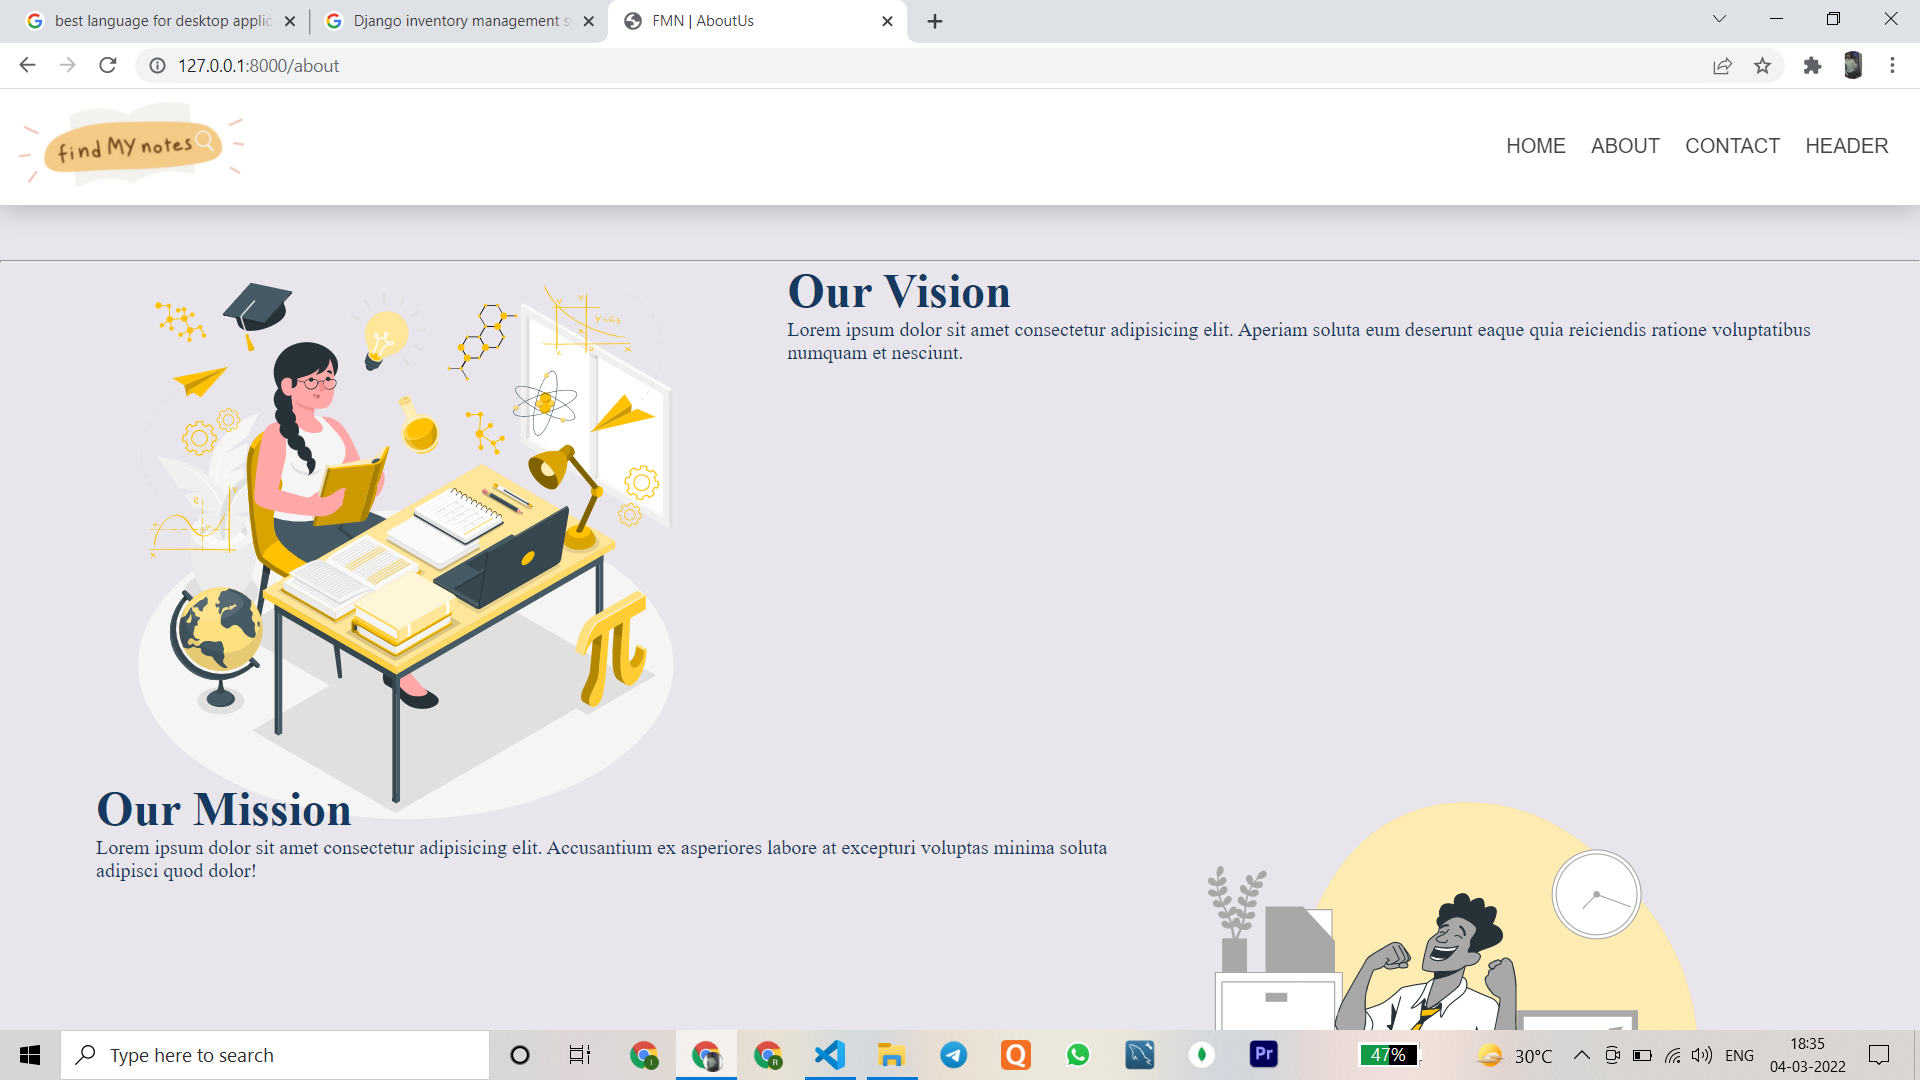 best language for desktop applic
Django inventory management s
FMN | AboutUs
127.0.0.1:8000/about
find MY notes
HOME ABOUT CONTACT HEADER
Our Vision
Lorem ipsum dolor sit amet consectetur adipisicing elit. Aperiam soluta eum deserunt eaque quia reiciendis ratione voluptatibus
numquam et nesciunt.
Our Mission
Lorem ipsum dolor sit amet consectetur adipisicing elit. Accusantium ex asperiores labore at excepturi voluptas minima soluta
adipisci quod dolor!
Type here to search
I
R
Q
Pr
47%
30°C
ENG
18:35
04-03-2022